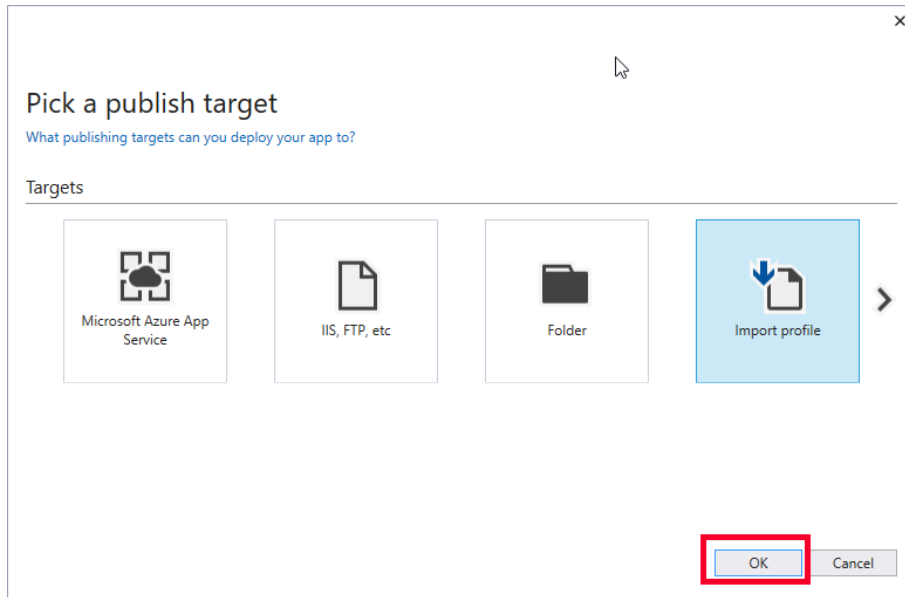 Pick a publish target
What publishing targets can you deploy your app to?
Targets
Microsoft Azure App
Service
IIS, FTP, etc
Folder
Import profile
OK
Cancel